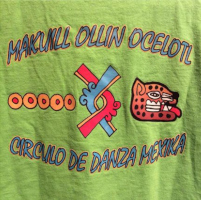 MAKUILL OLLIN OCELOTL
CIRCULO DE DANZA MEXIKA